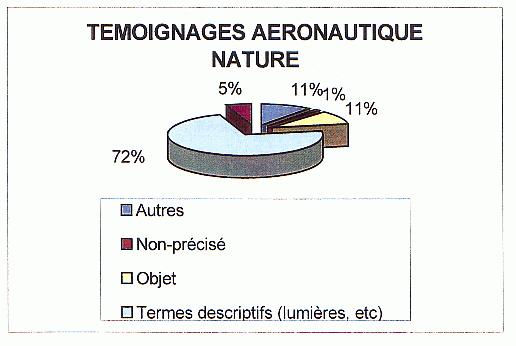 TEMOIGNAGES AERONAUTIQUE
NATURE
5%
11%
1%
11%
72%
Autres
Non-précisé
Objet
Termes descriptifs (lumières, etc)